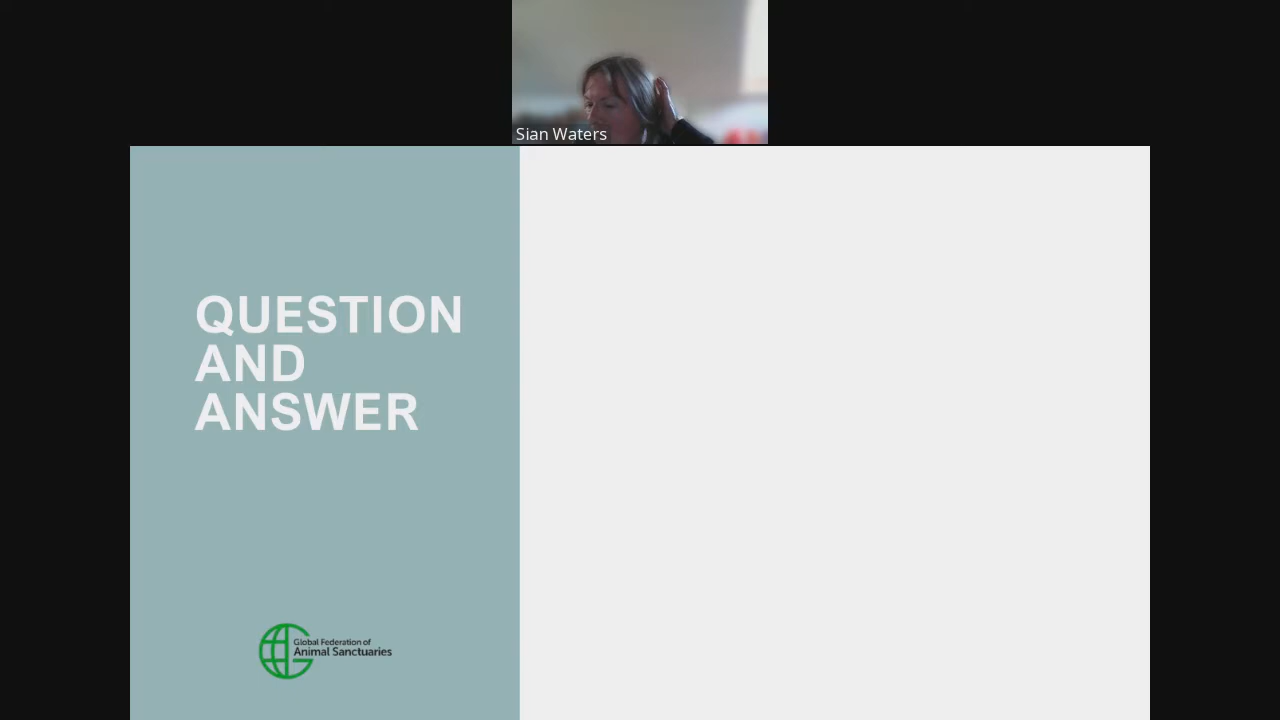 Sian Waters
QUESTION
AND
ANSWER
Global Federation of
Animal Sanctuaries